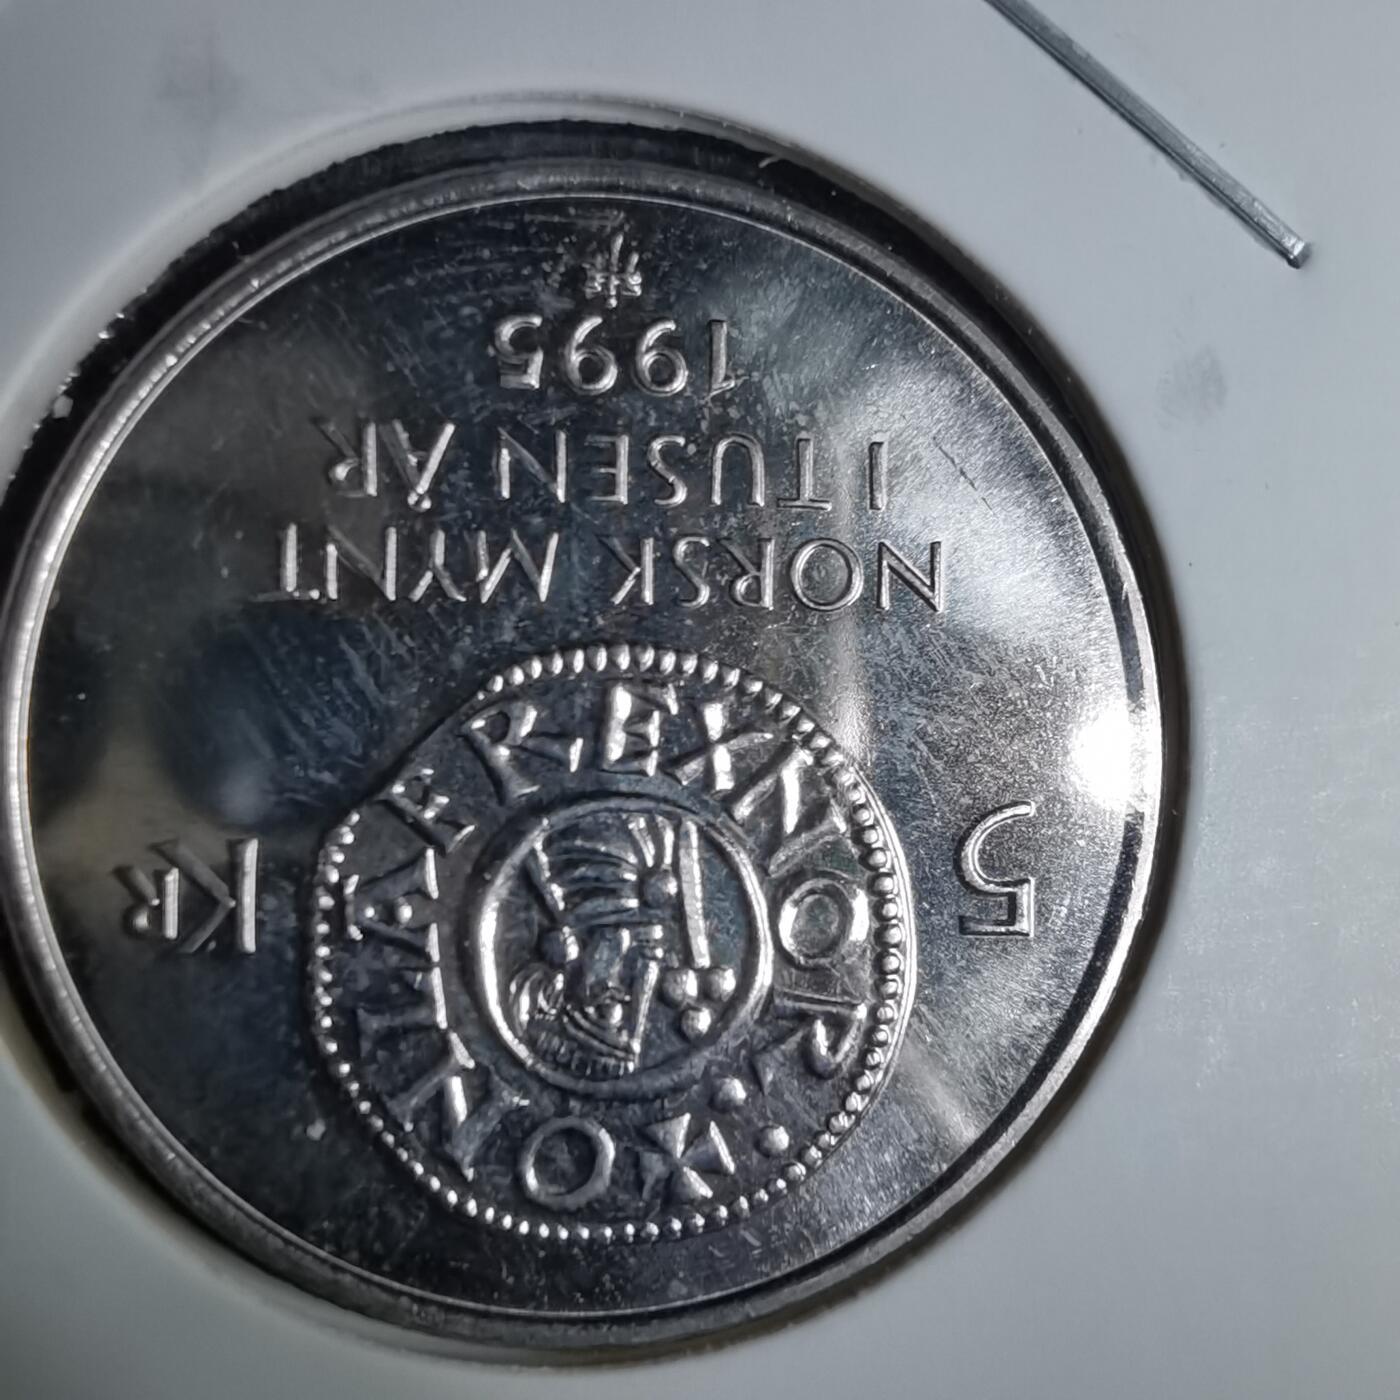 ONLAF REX NOR
5 KR
NORSK MYNT
I TUSEN ÅR
1995